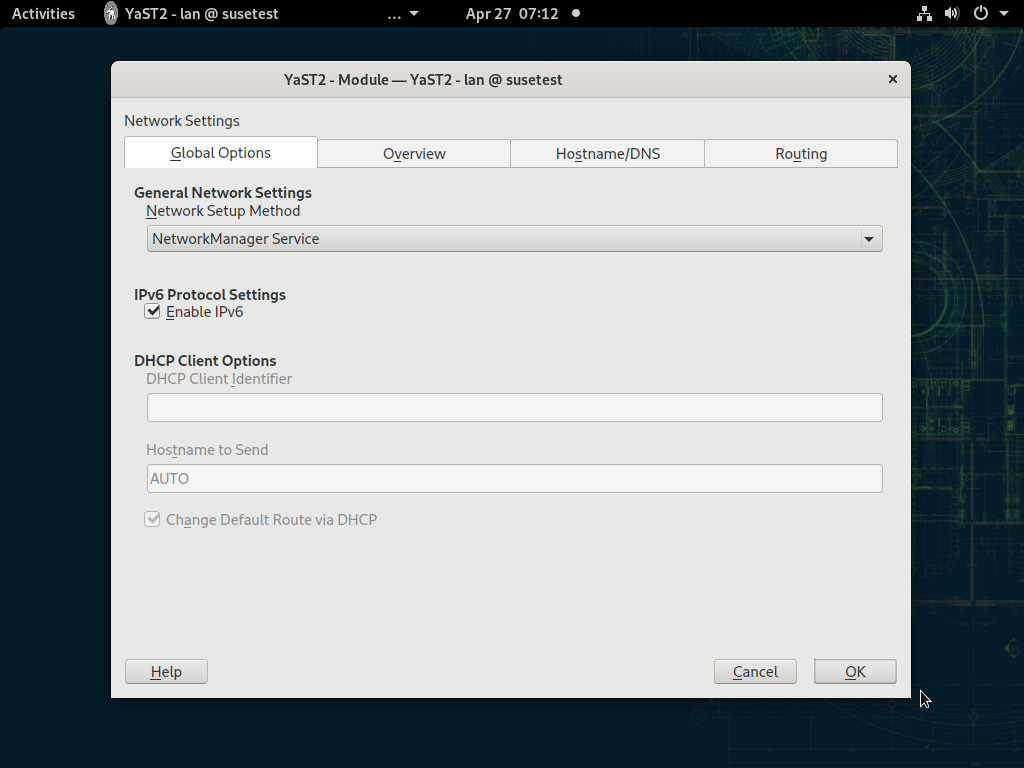 Activities YaST2 - lan @ susetest ... Apr 27 07:12
YaST2 - Module — YaST2 - lan @ susetest
Network Settings
Global Options Overview Hostname/DNS Routing
General Network Settings
Network Setup Method
NetworkManager Service
IPv6 Protocol Settings
Enable IPv6
DHCP Client Options
DHCP Client Identifier
Hostname to Send
AUTO
Change Default Route via DHCP
Help Cancel OK